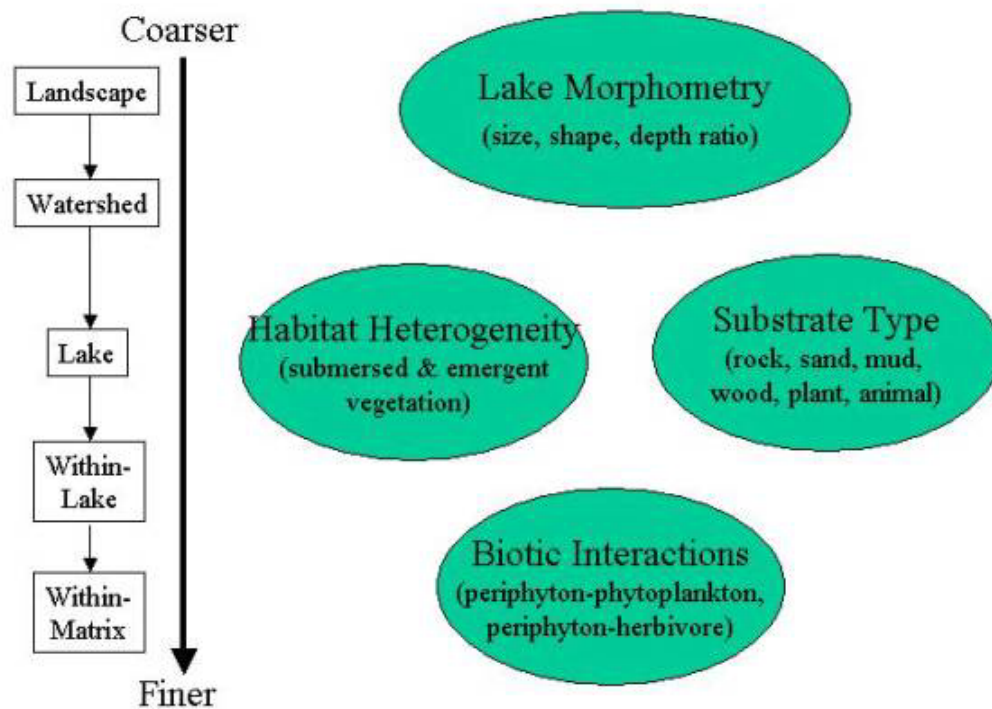 Coarser
Landscape
Watershed
Lake
Within-
Lake
Within-
Matrix
Finer
Lake Morphometry
(size, shape, depth ratio)
Habitat Heterogeneity
(submersed & emergent
vegetation)
Substrate Type
(rock, sand, mud,
wood, plant, animal)
Biotic Interactions
(periphyton-phytoplankton,
periphyton-herbivore)